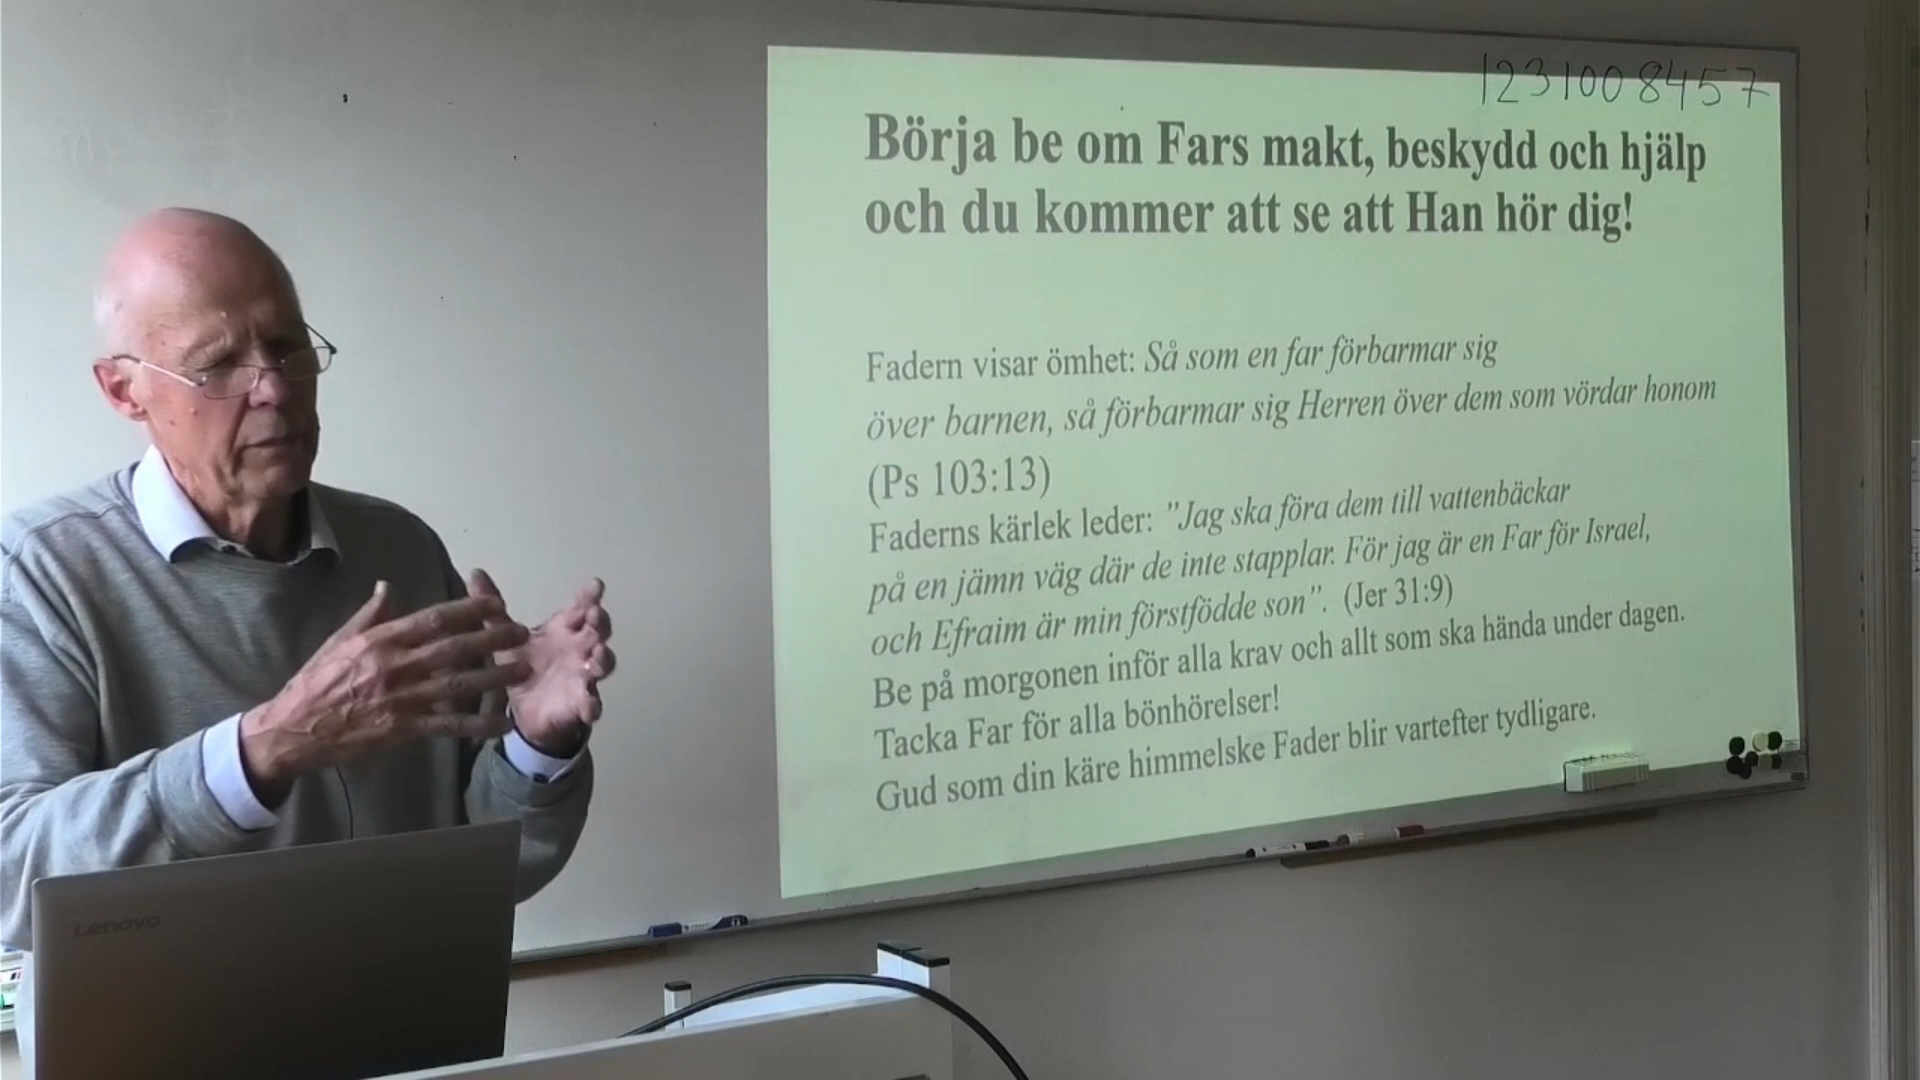 1231008457
Börja be om Fars makt, beskydd och hjälp
och du kommer att se att Han hör dig!
Fadern visar ömhet: Så som en far förbarmar sig
över barnen, så förbarmar sig Herren över dem som vördar honom
(Ps 103:13)
Faderns kärlek leder: ”Jag ska föra dem till vattenbäckar
på en jämn väg där de inte stapplar. För jag är en Far för Israel,
och Efraim är min förstfödde son”. (Jer 31:9)
Be på morgonen inför alla krav och allt som ska hända under dagen.
Tacka Far för alla bönhörelser!
Gud som din käre himmelske Fader blir vartefter tydligare.
Lenovo